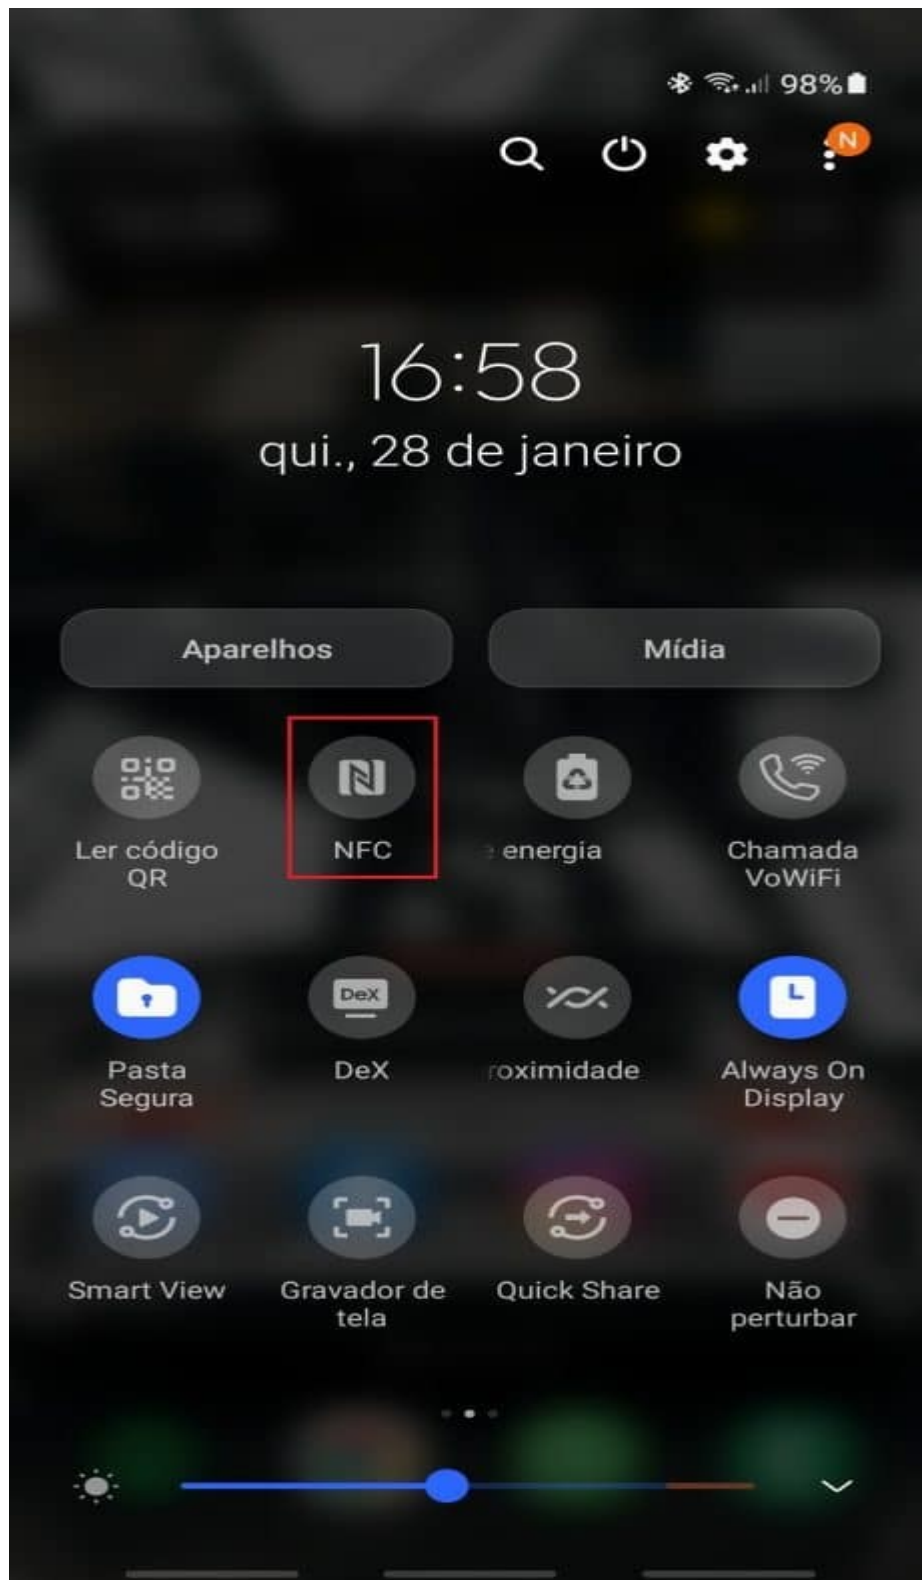 98%
N
16:58
qui., 28 de janeiro
Aparelhos
Mídia
Ler código
QR
NFC
energia
Chamada
VoWiFi
DeX
Pasta
Segura
DeX
roximidade
Always On
Display
Smart View
Gravador de
tela
Quick Share
Não
perturbar